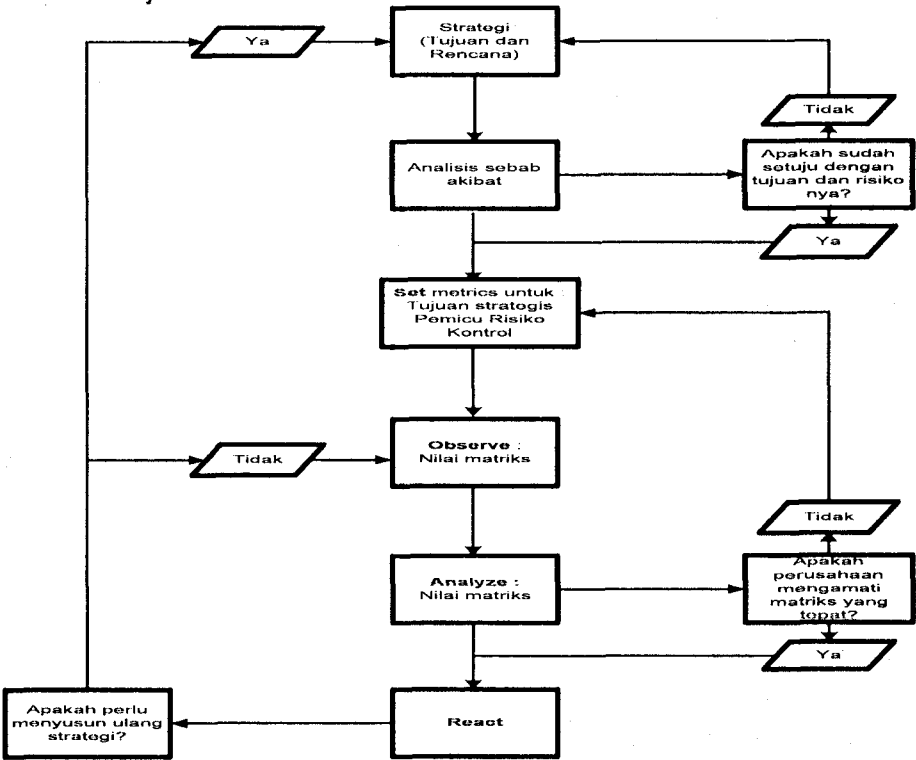 Ya
Strategi
(Tujuan dan
Rencana)
Tidak
Analisis sebab
akibat
Apakah sudah
setuju dengan
tujuan dan risiko
nya?
Ya
Set metrics untuk :
Tujuan strategis
Pemicu Risiko
Kontrol
Tidak
Observe :
Nilai matriks
Tidak
Analyze :
Nilai matriks
Apakah
perusahaan
mengamati
matriks yang
tepat?
Ya
Apakah perlu
menyusun ulang
strategi?
React